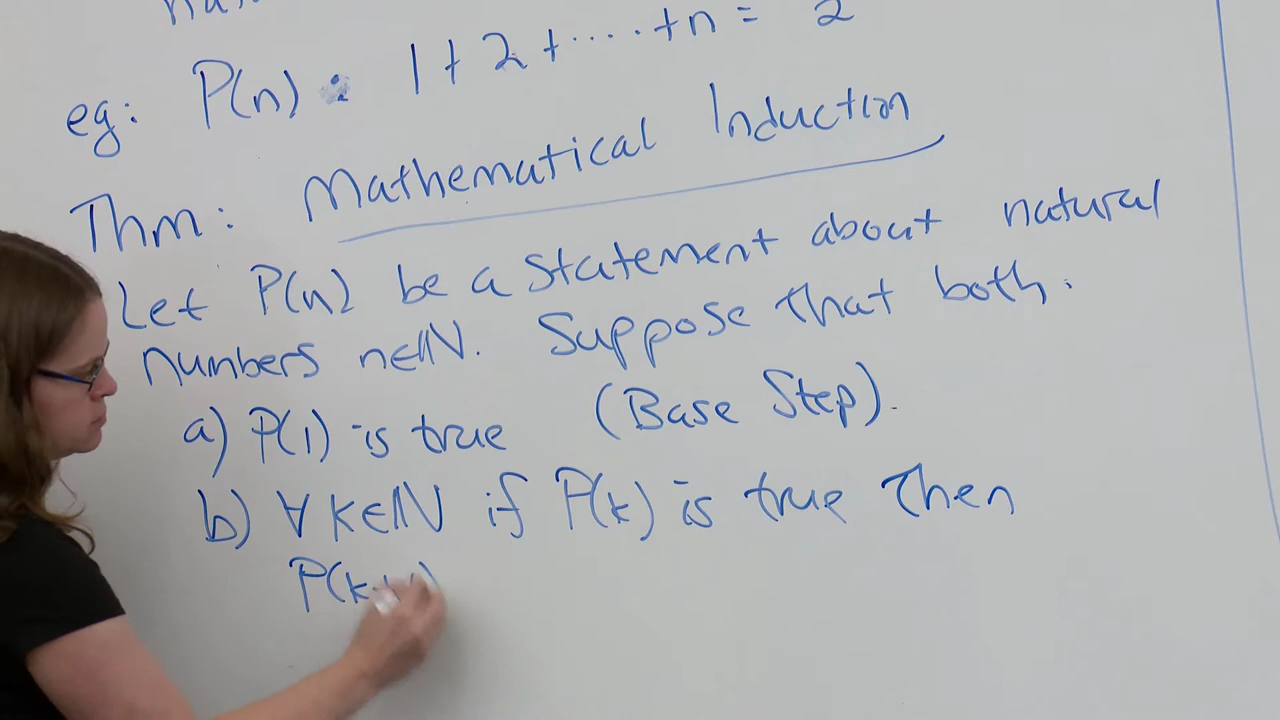 eg: P(n) : 1 + 2 + ..... + n = 2
Thm: Mathematical Induction
Let P(n) be a statement about natural
numbers n∈ℕ. Suppose that both.
a) P(1) is true (Base Step).
b) ∀ k∈ℕ if P(k) is true Then
P(k+1)